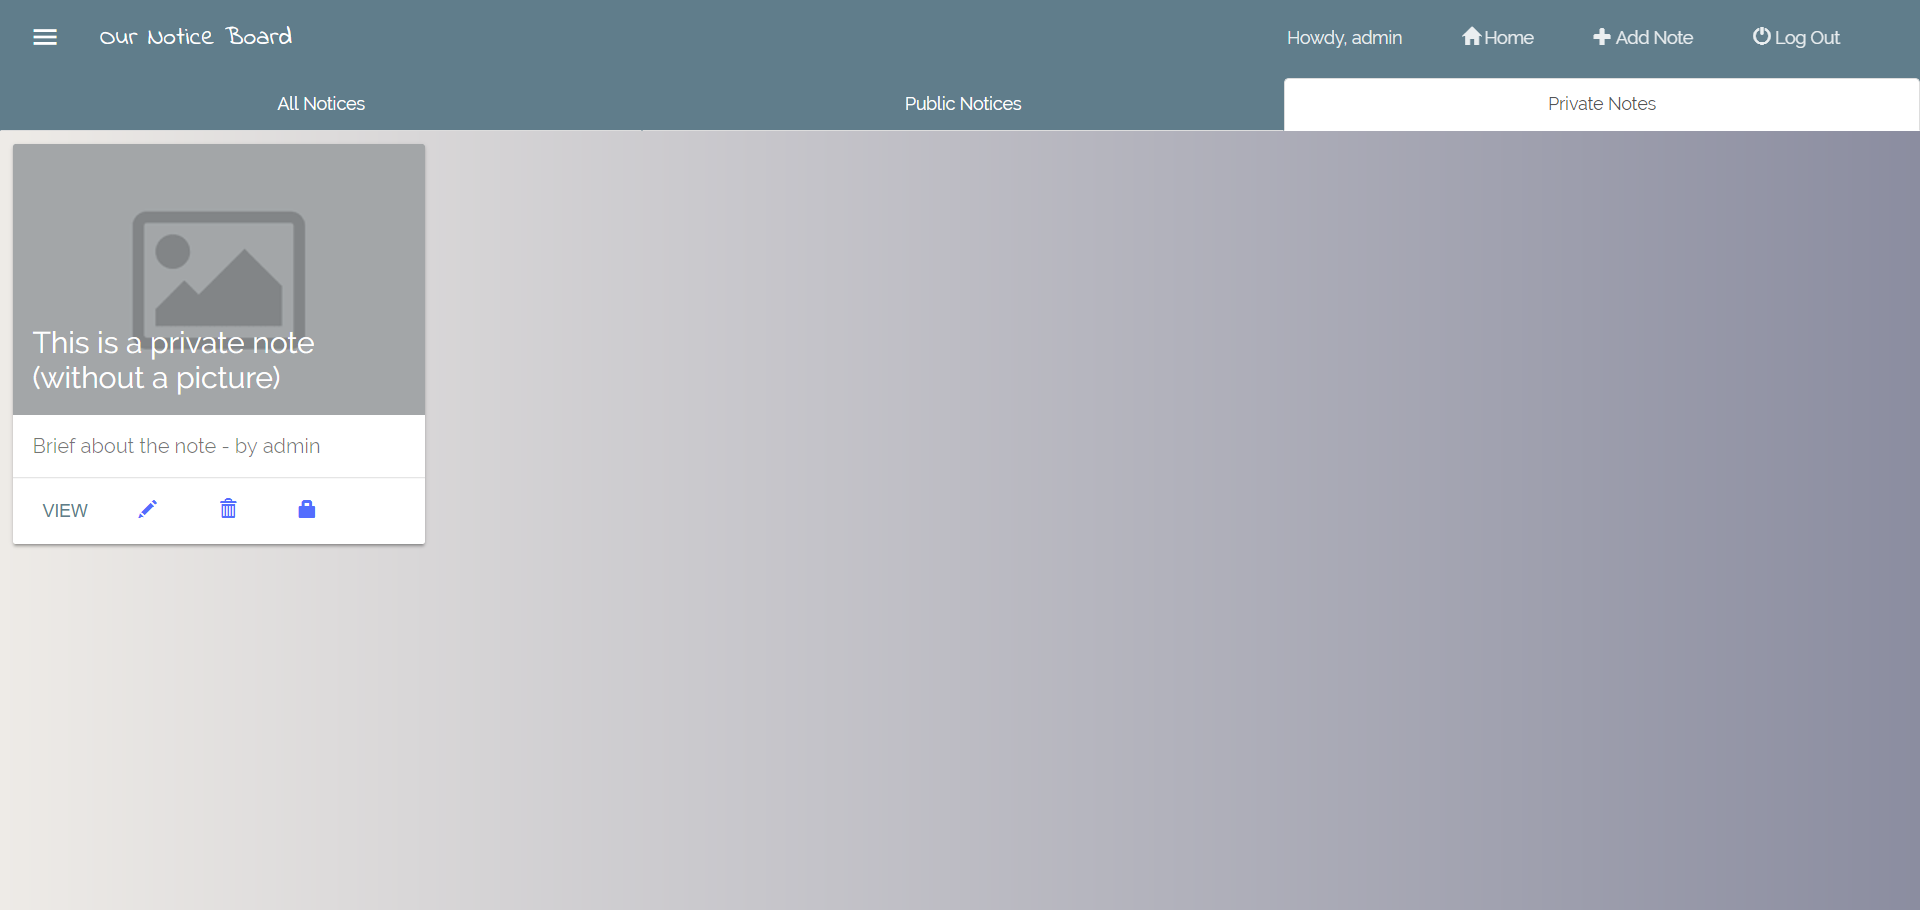 Our Notice Board
Howdy, admin
Home
Add Note
Log Out
All Notices
Public Notices
Private Notes
This is a private note
(without a picture)
Brief about the note - by admin
VIEW